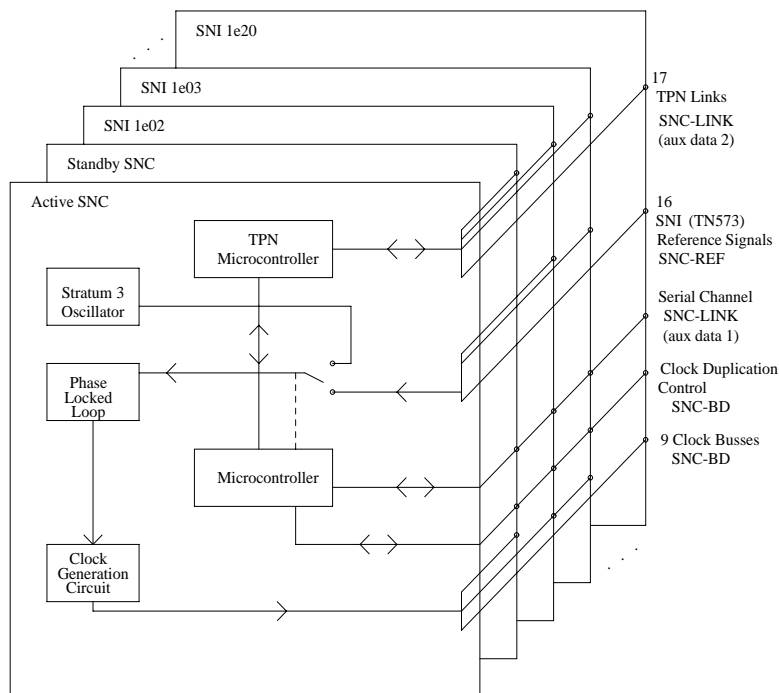 SNI 1e20
SNI 1e03
SNI 1e02
Standby SNC
Active SNC
TPN
Microcontroller
Stratum 3
Oscillator
Phase
Locked
Loop
Microcontroller
Clock
Generation
Circuit
17
TPN Links
SNC-LINK
(aux data 2)
16
SNI (TN573)
Reference Signals
SNC-REF
Serial Channel
SNC-LINK
(aux data 1)
Clock Duplication
Control
SNC-BD
9 Clock Busses
SNC-BD